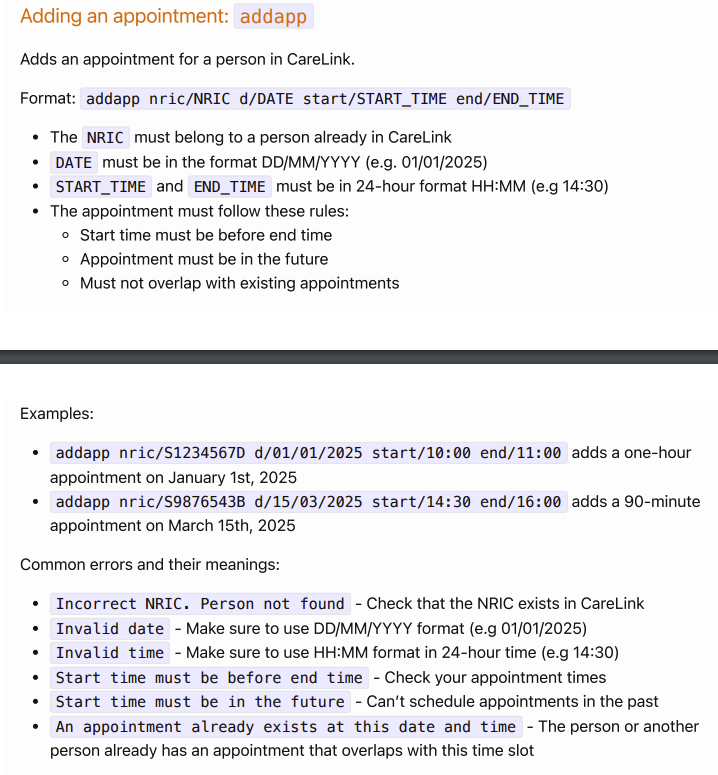 Adding an appointment: addapp
Adds an appointment for a person in CareLink.
Format: addapp nric/NRIC d/DATE start/START_TIME end/END_TIME
• The NRIC must belong to a person already in CareLink
• DATE must be in the format DD/MM/YYYY (e.g. 01/01/2025)
• START_TIME and END_TIME must be in 24-hour format HH:MM (e.g 14:30)
• The appointment must follow these rules:
◦ Start time must be before end time
◦ Appointment must be in the future
◦ Must not overlap with existing appointments
Examples:
• addapp nric/S1234567D d/01/01/2025 start/10:00 end/11:00 adds a one-hour
appointment on January 1st, 2025
• addapp nric/S9876543B d/15/03/2025 start/14:30 end/16:00 adds a 90-minute
appointment on March 15th, 2025
Common errors and their meanings:
• Incorrect NRIC. Person not found - Check that the NRIC exists in CareLink
• Invalid date - Make sure to use DD/MM/YYYY format (e.g 01/01/2025)
• Invalid time - Make sure to use HH:MM format in 24-hour time (e.g 14:30)
• Start time must be before end time - Check your appointment times
• Start time must be in the future - Can’t schedule appointments in the past
• An appointment already exists at this date and time - The person or another
person already has an appointment that overlaps with this time slot